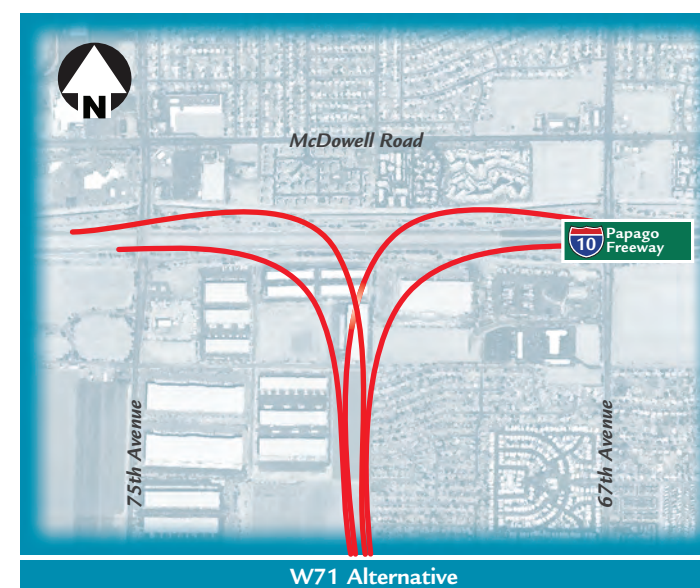 N
McDowell Road
10
Papago
Freeway
75th Avenue
67th Avenue
W71 Alternative